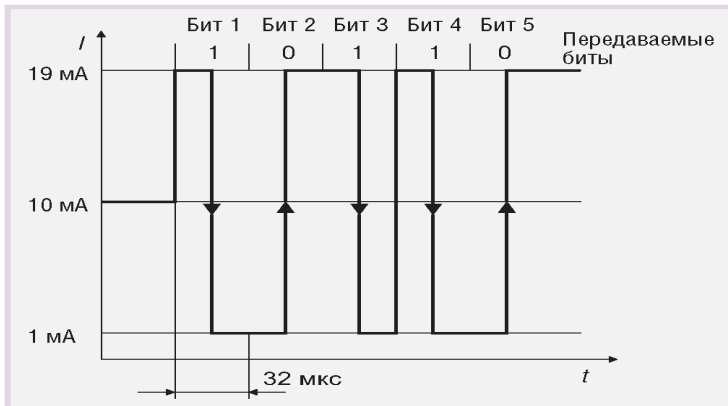 Бит 1 Бит 2 Бит 3 Бит 4 Бит 5
I
1 0 1 1 0
Передаваемые
биты
19 мА
10 мА
1 мА
32 мкс
t